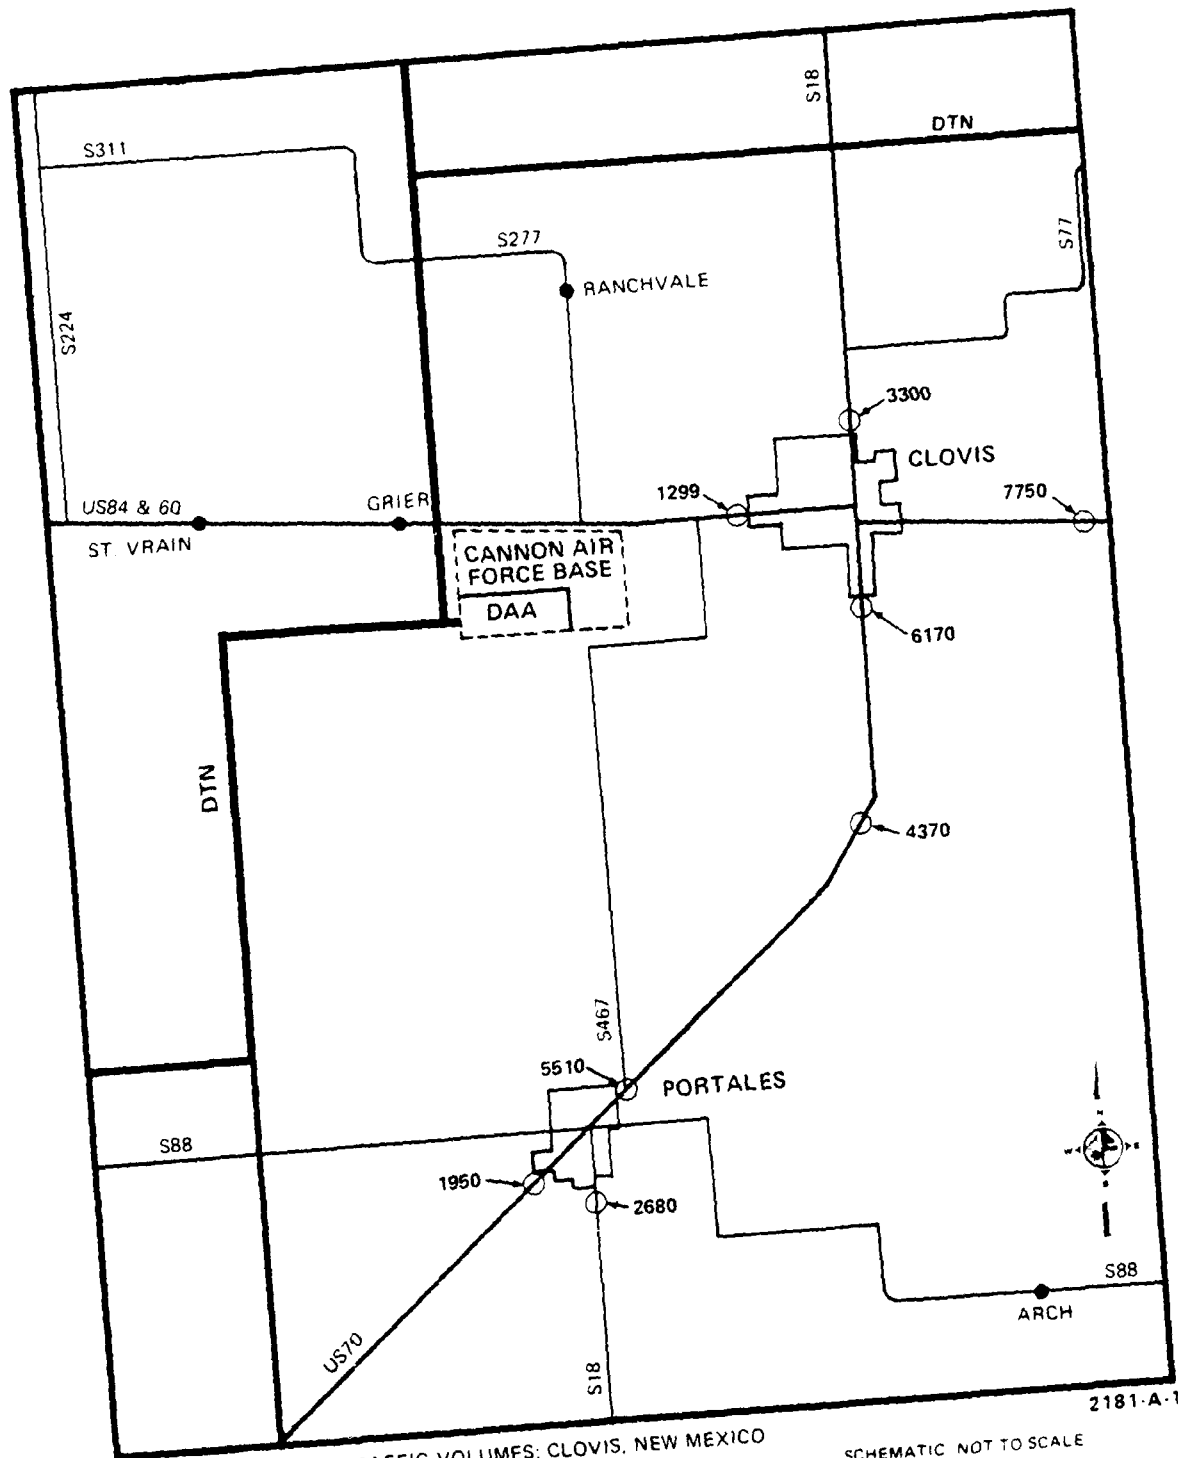 S18
DTN
S311
S277
S77
RANCHVALE
S224
3300
CLOVIS
1299
7750
US84 & 60
GRIER
ST. VRAIN
CANNON AIR
FORCE BASE
DAA
6170
DTN
4370
S467
5510
PORTALES
N
W
E
S
S88
1950
2680
S88
ARCH
US70
S18
2181-A-1
VOLUMES: CLOVIS, NEW MEXICO
SCHEMATIC NOT TO SCALE